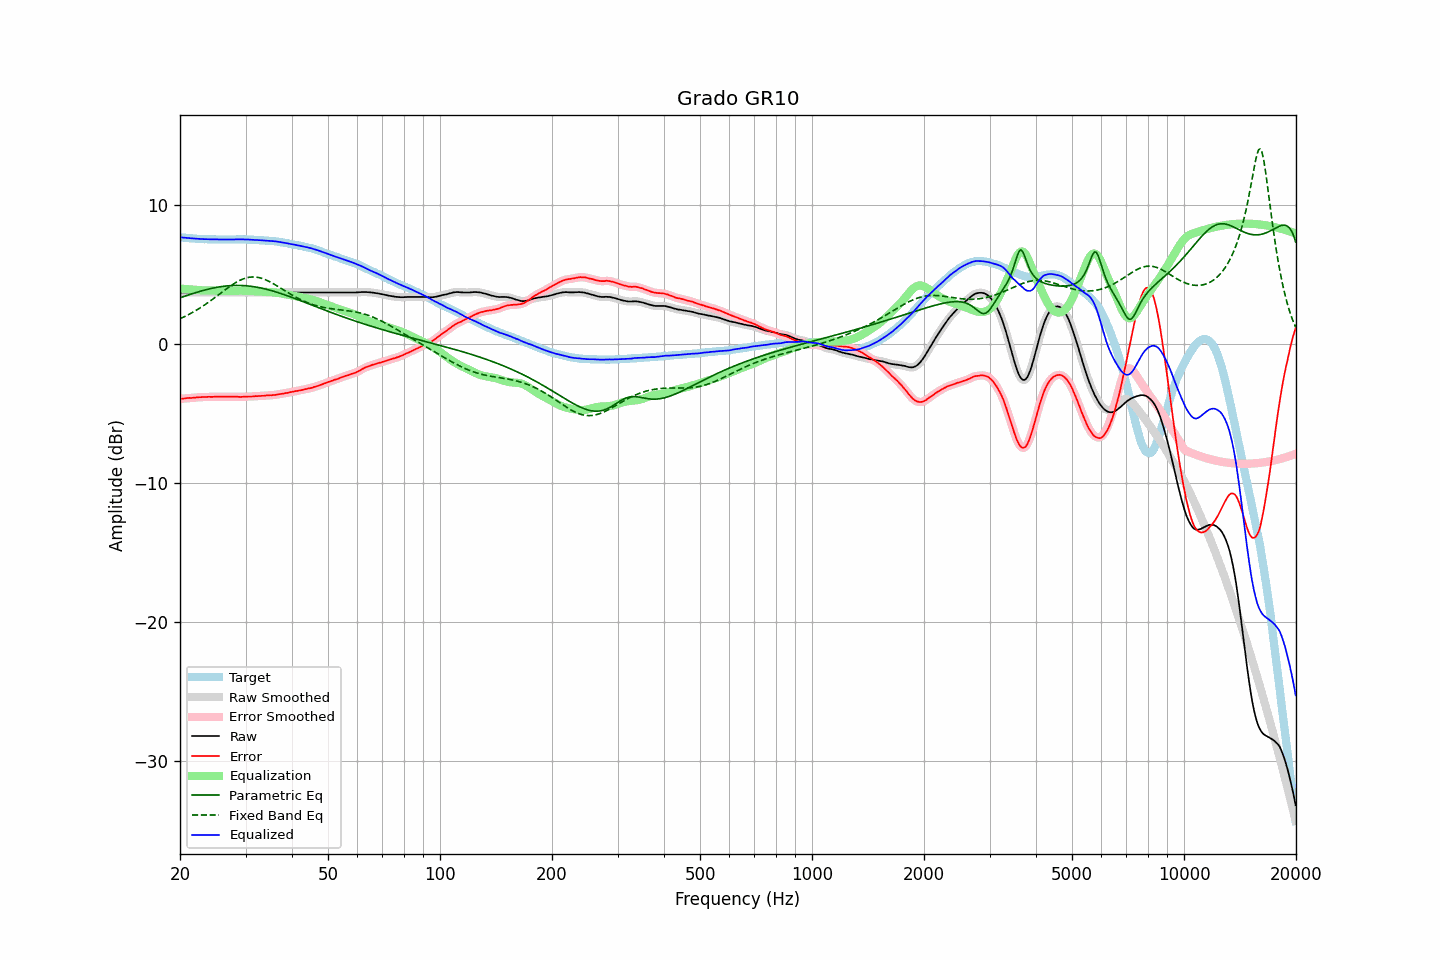 Grado GR10
Amplitude (dBr)
10
0
−10
−20
−30
Target
Raw Smoothed
Error Smoothed
Raw
Error
Equalization
Parametric Eq
Fixed Band Eq
Equalized
20 50 100 200 500 1000 2000 5000 10000 20000
Frequency (Hz)